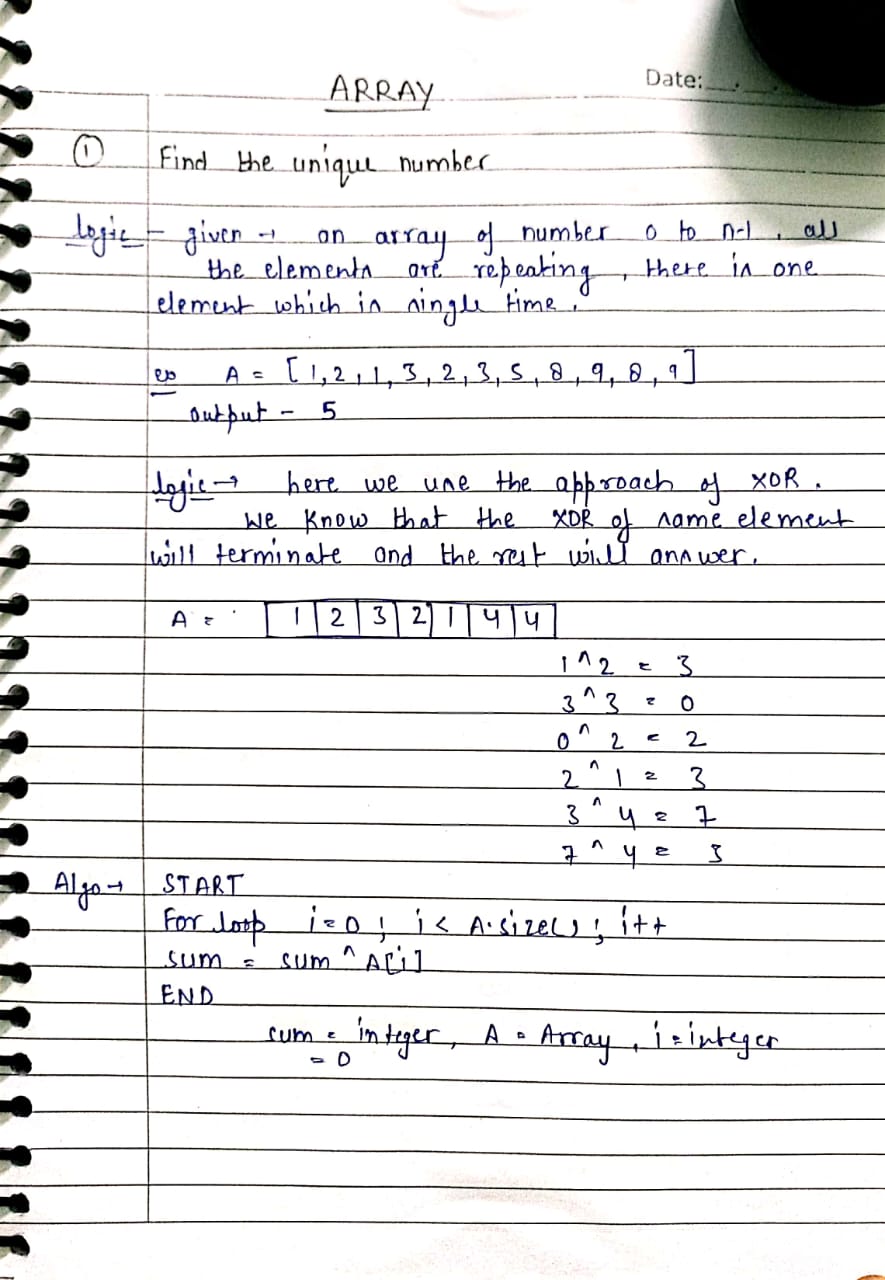 Date:
ARRAY
① Find the unique number
logic - given → an array of number 0 to n-1, all
the elements are repeating, there is one
element which is single time.
A = [1,2,1,3,2,3,5,8,9,8,9]
output - 5
logic → here we use the approach of XOR.
We know that the XOR of same element
will terminate and the rest will answer.
A = 1 2 3 2 1 4 4
1^2 = 3
3^3 = 0
0^2 = 2
2^1 = 3
3^4 = 7
7^4 = 3
Algo → START
For loop i=0; i< A.size(); i++
sum = sum ^ A[i]
END
sum = integer, A = Array, i = integer
= 0